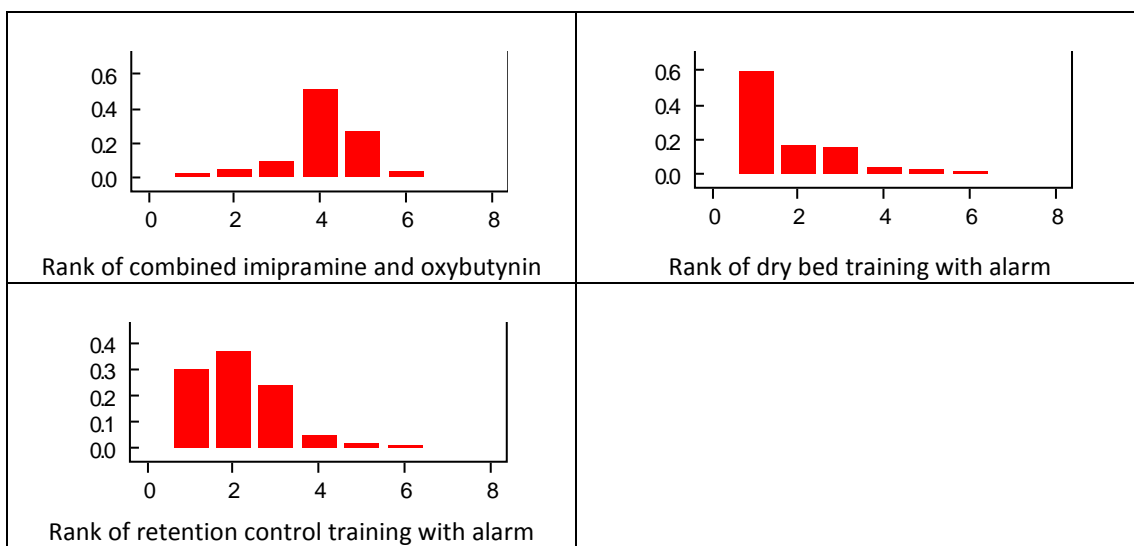 0.6
0.4
0.2
0.0
0 2 4 6 8
Rank of combined imipramine and oxybutynin
0.6
0.4
0.2
0.0
0 2 4 6 8
Rank of dry bed training with alarm
0.4
0.3
0.2
0.1
0.0
0 2 4 6 8
Rank of retention control training with alarm